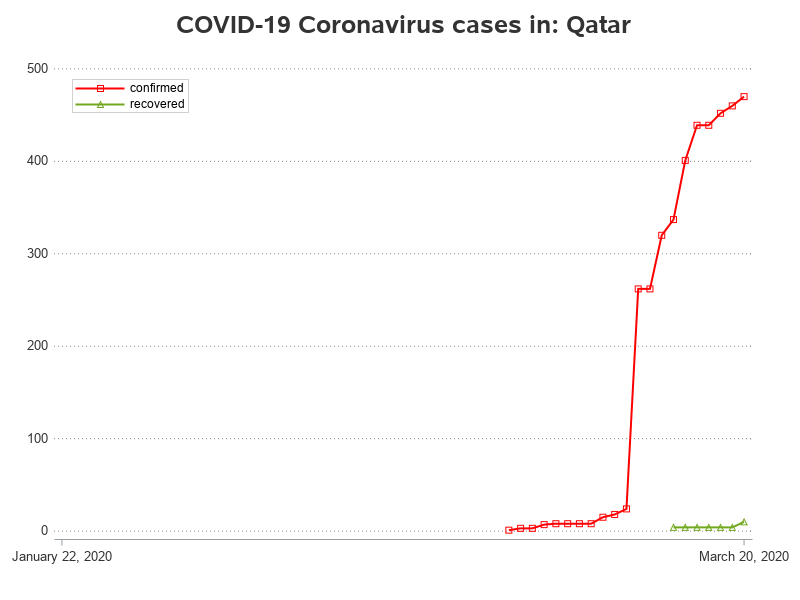 COVID-19 Coronavirus cases in: Qatar
500
confirmed
recovered
400
300
200
100
0
January 22, 2020
March 20, 2020